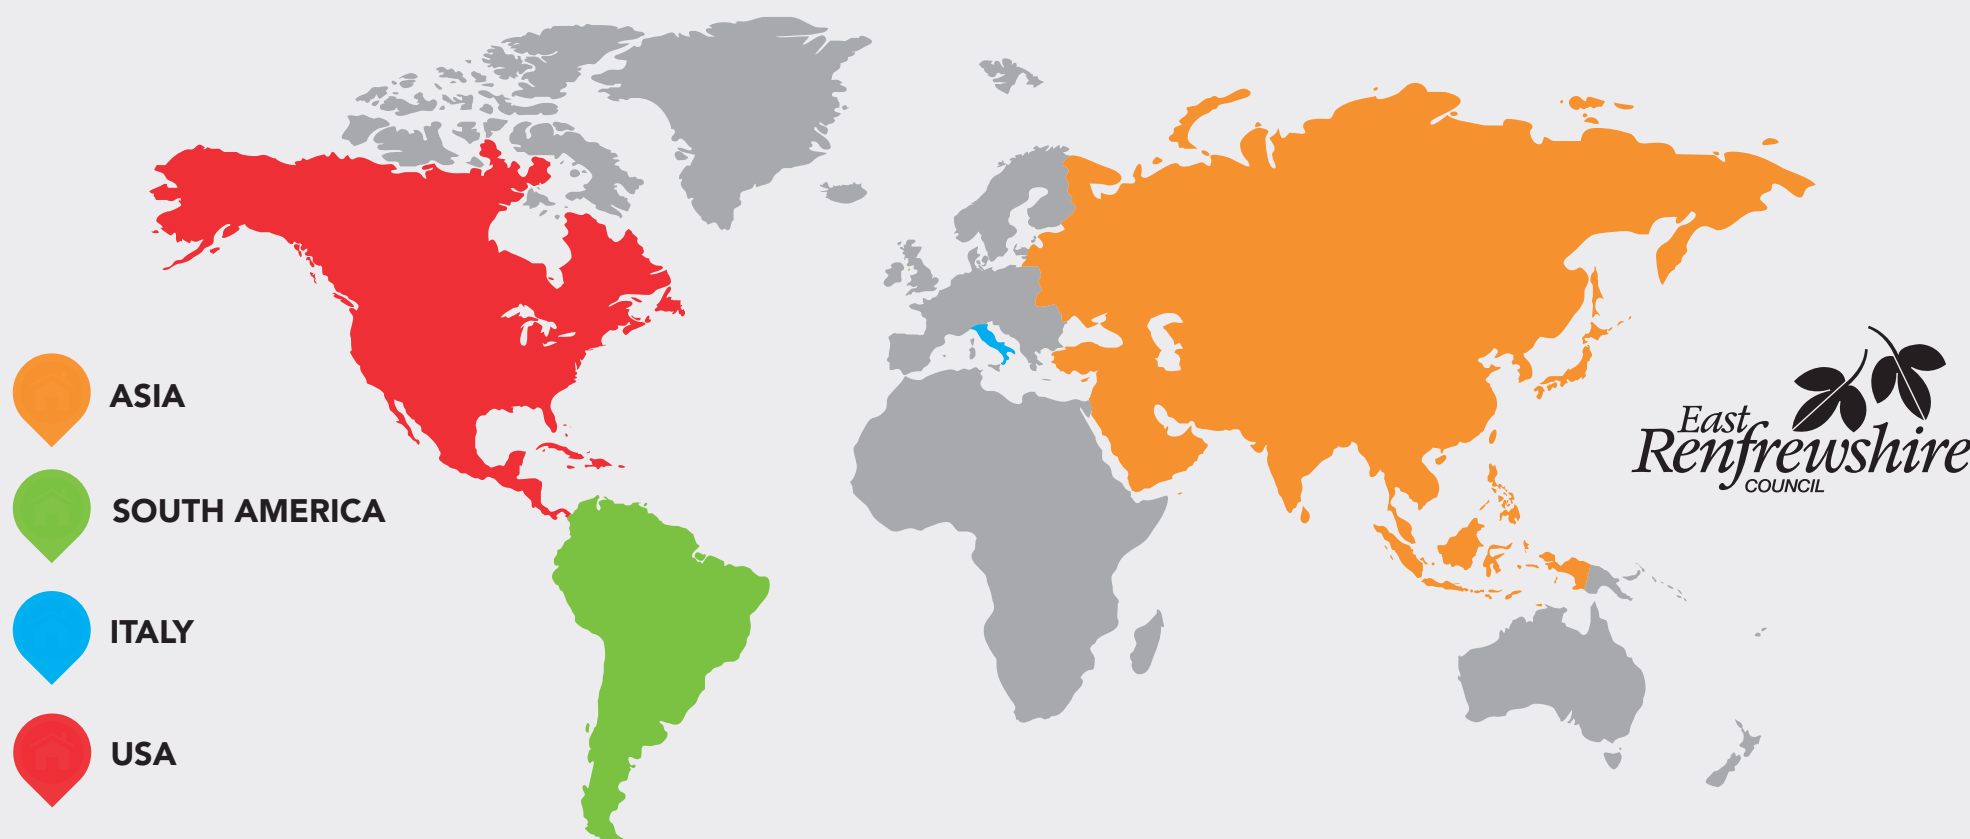 ASIA
SOUTH AMERICA
ITALY
USA
East
Renfrewshire
COUNCIL